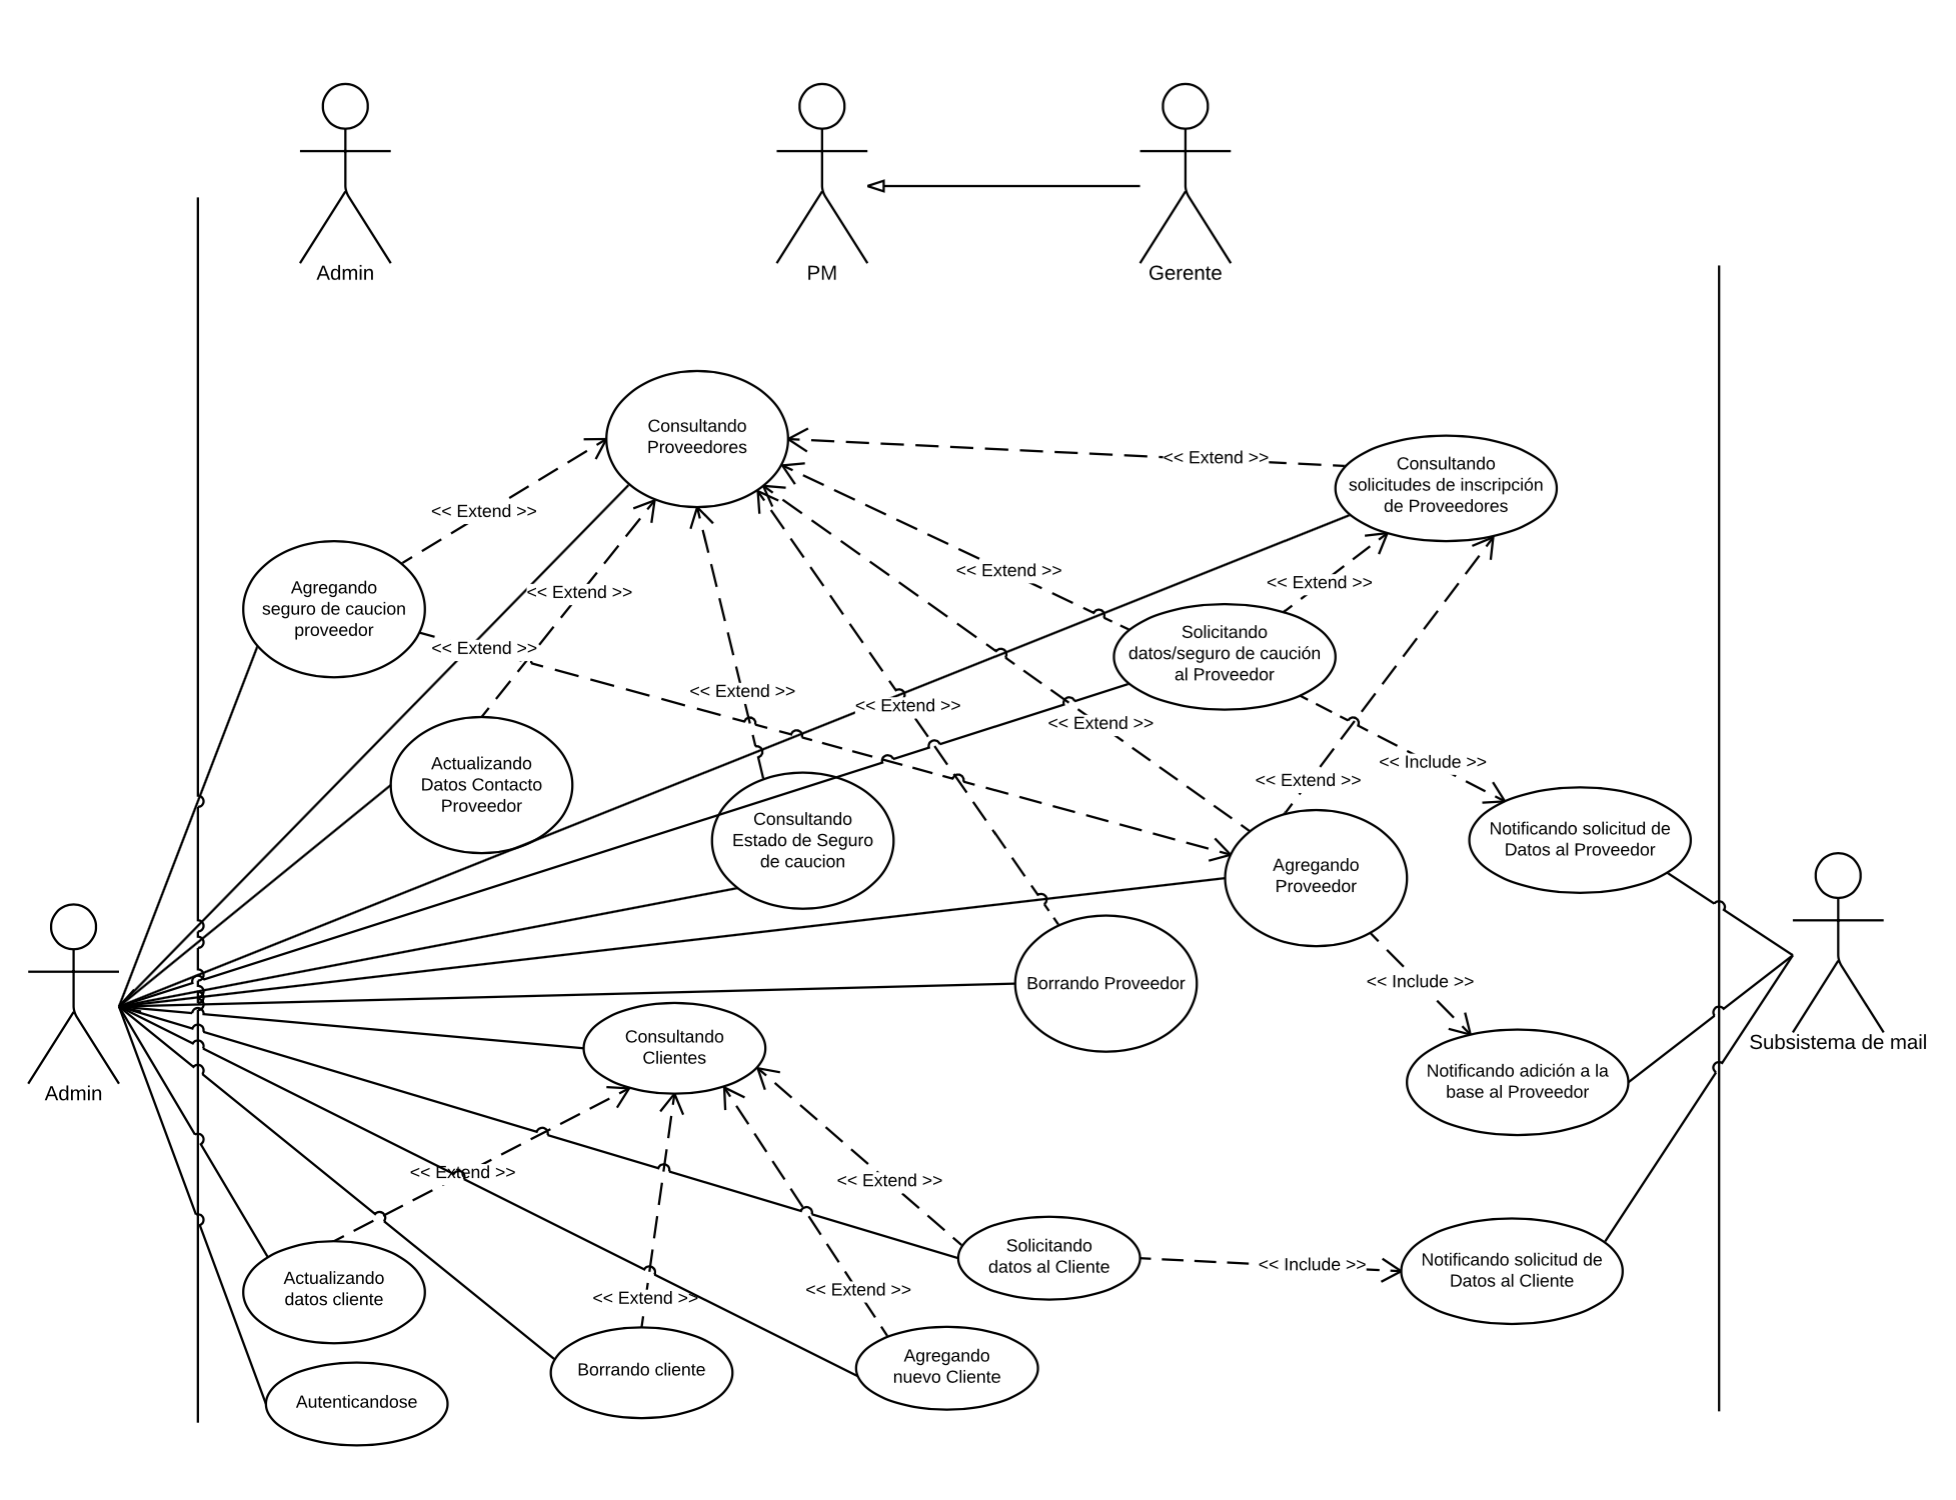 Admin
PM
Gerente
Consultando
Proveedores
<< Extend >>
Consultando
solicitudes de inscripción
de Proveedores
<< Extend >>
<< Extend >>
<< Extend >>
<< Extend >>
Agregando
seguro de caucion
proveedor
<< Extend >>
Solicitando
datos/seguro de caución
al Proveedor
<< Extend >>
<< Extend >>
<< Extend >>
<< Include >>
Actualizando
Datos Contacto
Proveedor
<< Extend >>
Consultando
Estado de Seguro
de caucion
Notificando solicitud de
Datos al Proveedor
Agregando
Proveedor
Borrando Proveedor
<< Include >>
Consultando
Clientes
Subsistema de mail
Admin
Notificando adición a la
base al Proveedor
<< Extend >>
<< Extend >>
Solicitando
datos al Cliente
<< Include >>
Notificando solicitud de
Datos al Cliente
Actualizando
datos cliente
<< Extend >>
<< Extend >>
Borrando cliente
Agregando
nuevo Cliente
Autenticandose